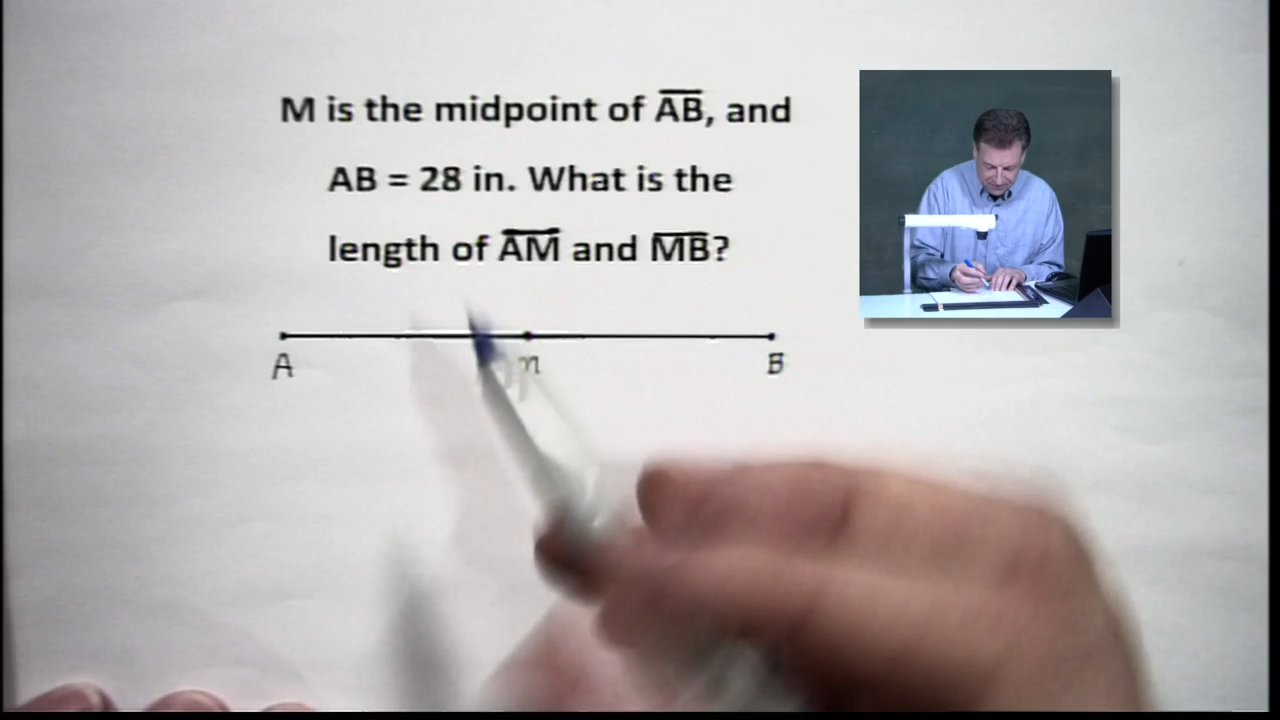 M is the midpoint of AB, and
AB = 28 in. What is the
length of AM and MB?
A m B